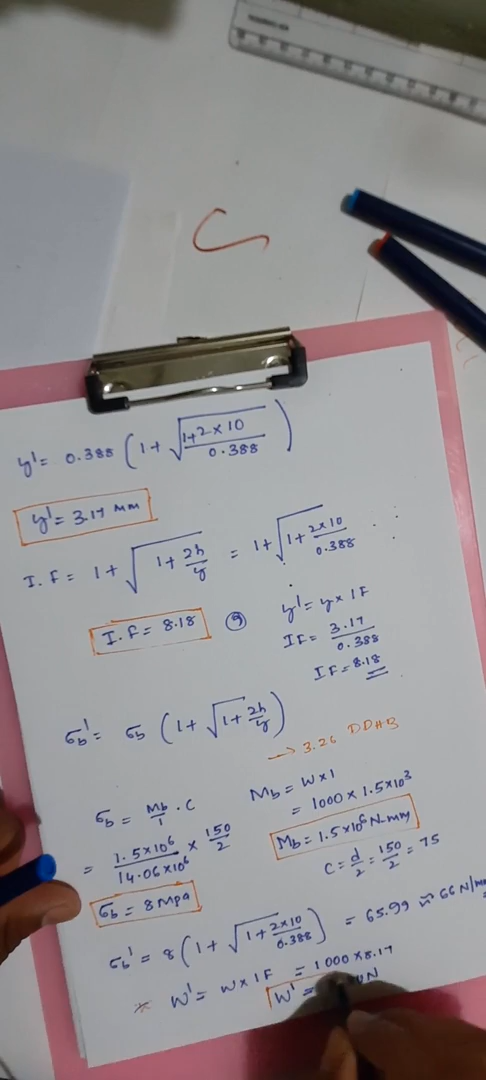 y' = 0.388 (1 + √(1+2×10 / 0.388))
y' = 3.17 mm
I.F = 1 + √(1 + 2h/y) = 1 + √(1 + 2×10 / 0.388)
I.F = 8.18
y' = y × IF
IF = 3.17 / 0.388
IF = 8.18
σb' = σb (1 + √(1 + 2h/y))
→ 3.26 DDHB
σb = Mb/I · C
= 1.5×10⁶ / 14.06×10⁶ × 150/2
σb = 8 Mpa
Mb = W×l
= 1000 × 1.5×10³
Mb = 1.5×10⁶ N-mm
C = d/2 = 150/2 = 75
σb' = 8 (1 + √(1 + 2×10 / 0.388)) = 65.99 ≈ 66 N/mm
* W' = W × IF = 1000 × 8.17
W' = N